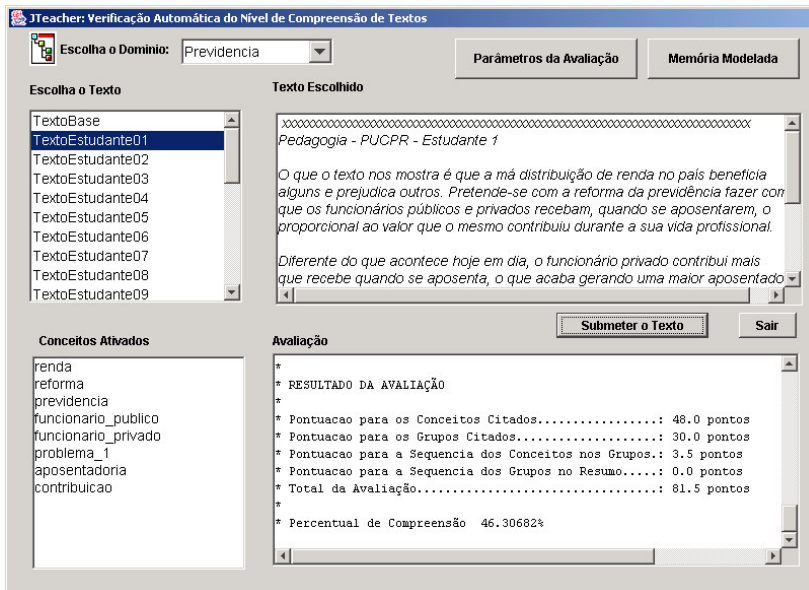 JTeacher: Verificação Automática do Nível de Compreensão de Textos
Escolha o Dominio:
Previdencia
Parâmetros da Avaliação
Memória Modelada
Escolha o Texto
TextoBase
TextoEstudante01
TextoEstudante02
TextoEstudante03
TextoEstudante04
TextoEstudante05
TextoEstudante06
TextoEstudante07
TextoEstudante08
TextoEstudante09
Texto Escolhido
xxxxxxxxxxxxxxxxxxxxxxxxxxxxxxxxxxxxxxxxxxxxxxxxxxxxxxxxxxxxxxxxxxxxxxxx
Pedagogia - PUCPR - Estudante 1
O que o texto nos mostra é que a má distribuição de renda no país beneficia
alguns e prejudica outros. Pretende-se com a reforma da previdência fazer com
que os funcionários públicos e privados recebam, quando se aposentarem, o
proporcional ao valor que o mesmo contribuiu durante a sua vida profissional.
Diferente do que acontece hoje em dia, o funcionário privado contribui mais
que recebe quando se aposenta, o que acaba gerando uma maior aposentado
Submeter o Texto
Sair
Conceitos Ativados
renda
reforma
previdencia
funcionario_publico
funcionario_privado
problema_1
aposentadoria
contribuicao
Avaliação
*
* RESULTADO DA AVALIAÇÃO
*
* Pontuacao para os Conceitos Citados.................: 48.0 pontos
* Pontuacao para os Grupos Citados....................: 30.0 pontos
* Pontuacao para a Sequencia dos Conceitos nos Grupos.: 3.5 pontos
* Pontuacao para a Sequencia dos Grupos no Resumo.....: 0.0 pontos
* Total da Avaliação..................................: 81.5 pontos
*
* Percentual de Compreensão 46.30682%